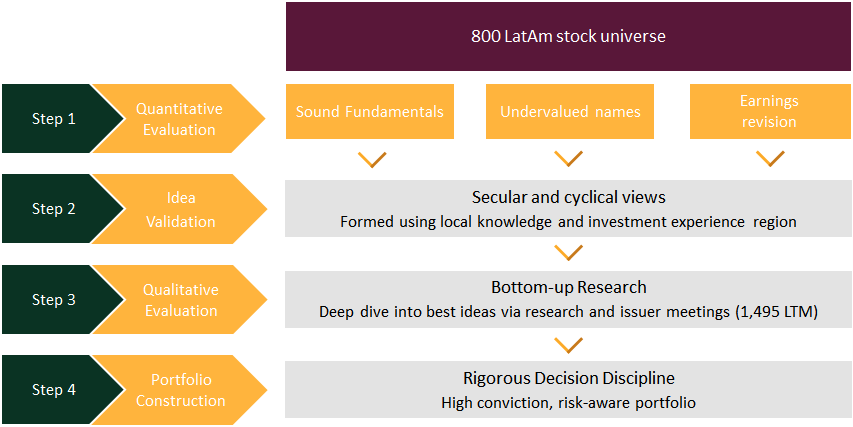 800 LatAm stock universe
Step 1
Quantitative
Evaluation
Sound Fundamentals
Undervalued names
Earnings
revision
Step 2
Idea
Validation
Secular and cyclical views
Formed using local knowledge and investment experience region
Step 3
Qualitative
Evaluation
Bottom-up Research
Deep dive into best ideas via research and issuer meetings (1,495 LTM)
Step 4
Portfolio
Construction
Rigorous Decision Discipline
High conviction, risk-aware portfolio